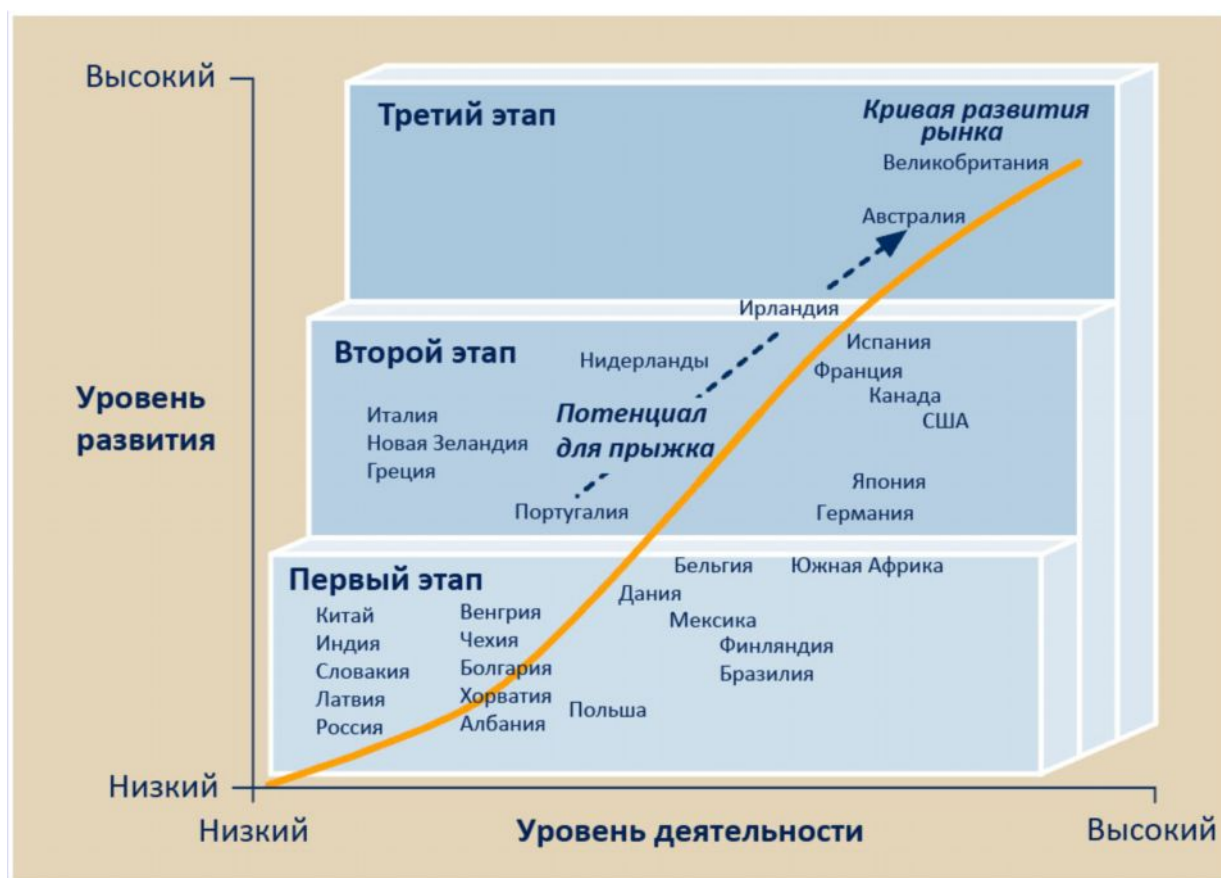 Высокий
Третий этап
Кривая развития
рынка
Великобритания
Австралия
Ирландия
Второй этап
Нидерланды
Испания
Франция
Канада
США
Уровень
развития
Италия
Новая Зеландия
Греция
Потенциал
для прыжка
Португалия
Япония
Германия
Первый этап
Бельгия
Южная Африка
Дания
Китай
Индия
Словакия
Латвия
Россия
Венгрия
Чехия
Болгария
Хорватия
Албания
Польша
Мексика
Финляндия
Бразилия
Низкий
Низкий
Уровень деятельности
Высокий